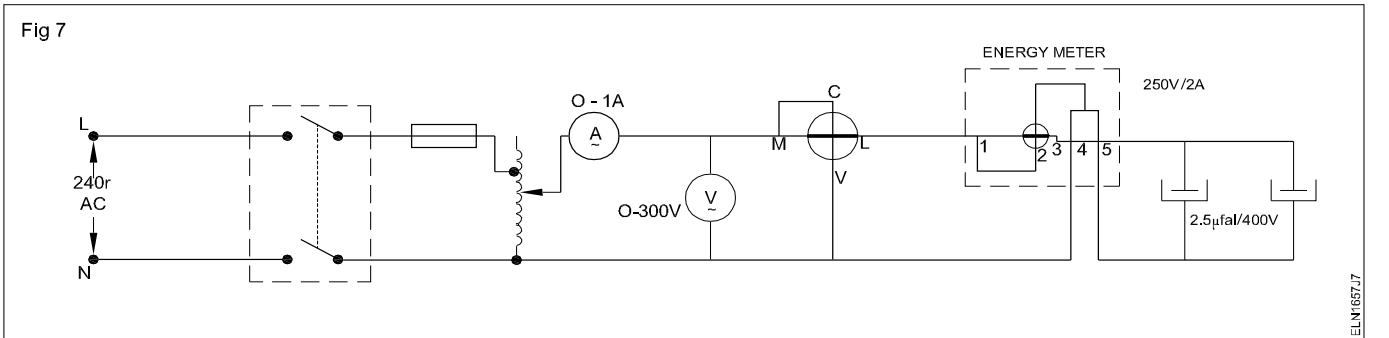 Fig 7
ENERGY METER
250V/2A
O - 1A
C
L
A
~
M
L
1
2
3
4
5
240r
AC
O-300V
V
~
V
2.5µfal/400V
N
ELN1657J7